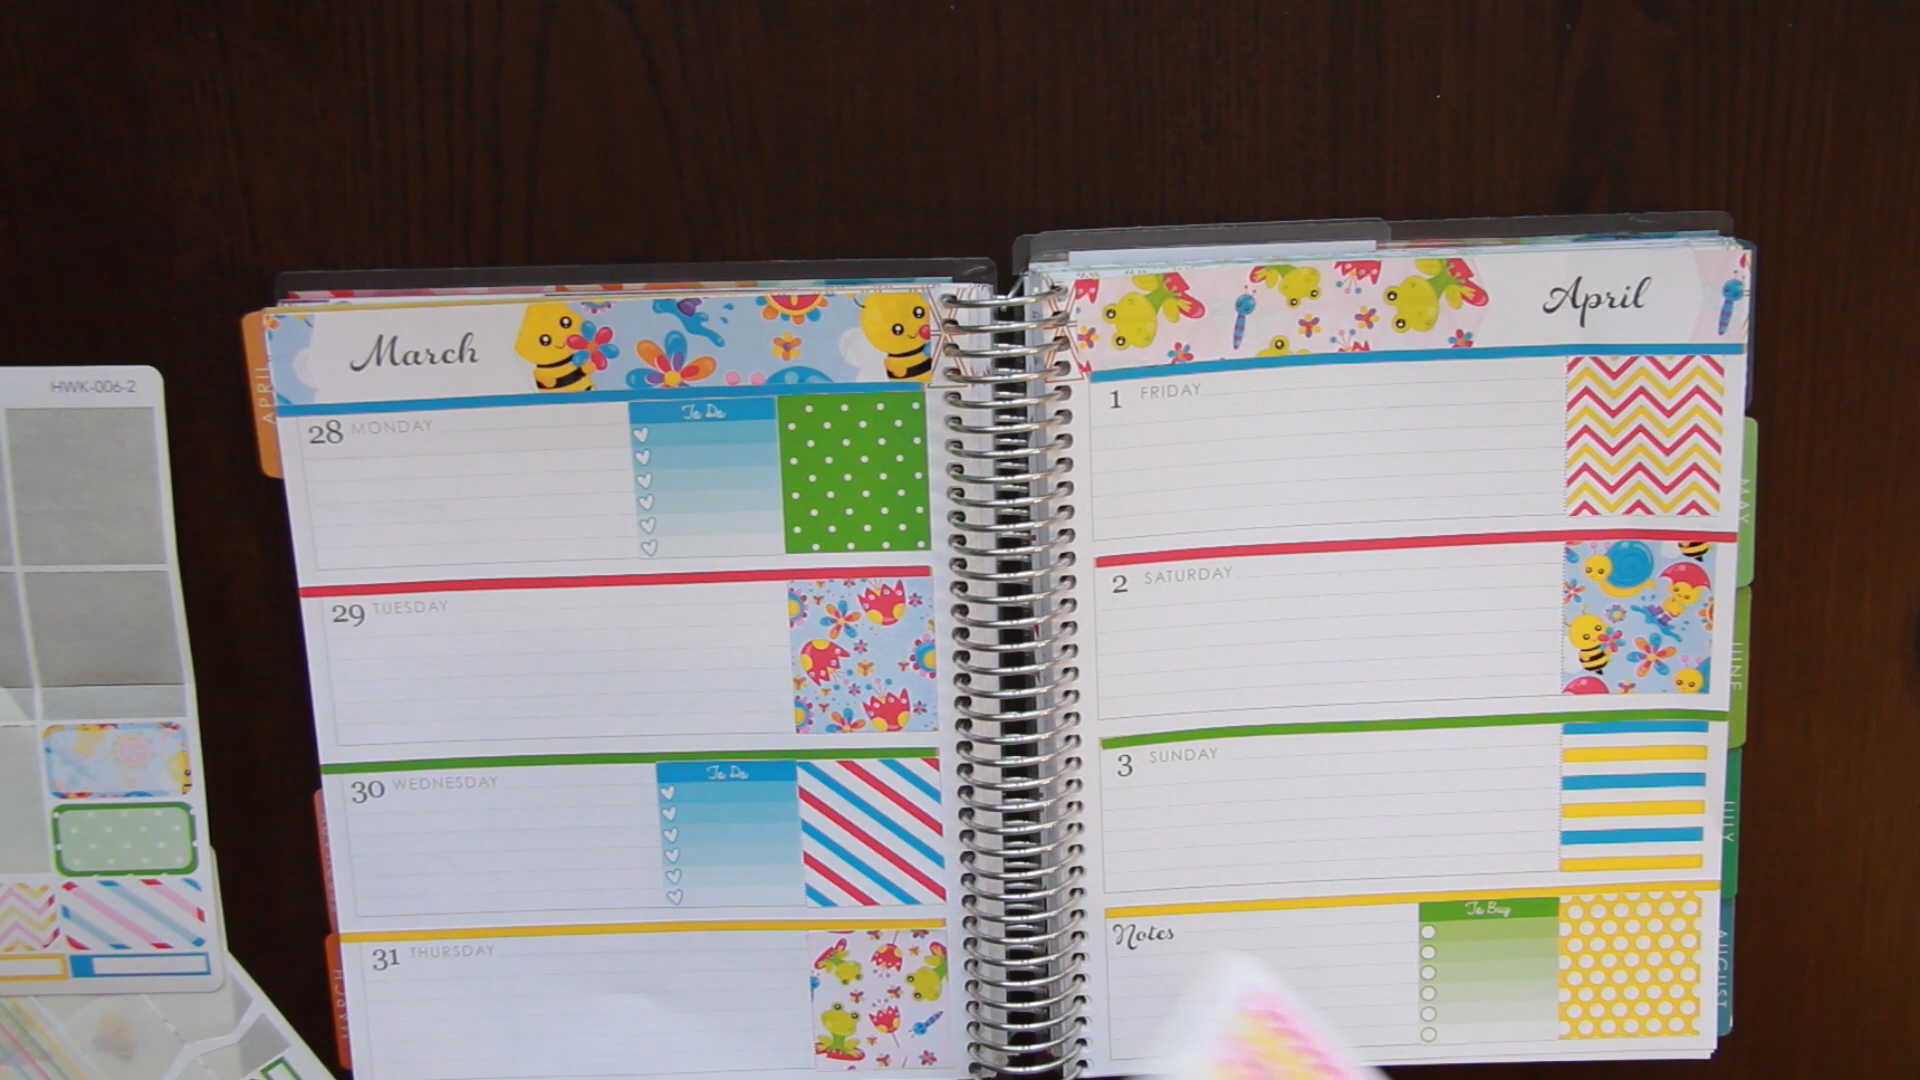 HWK-006-2
APRIL
MARCH
March
28 MONDAY
To Do
29 TUESDAY
30 WEDNESDAY
To Do
31 THURSDAY
April
1 FRIDAY
2 SATURDAY
3 SUNDAY
Notes
To Buy
MAY
JUNE
JULY
AUGUST